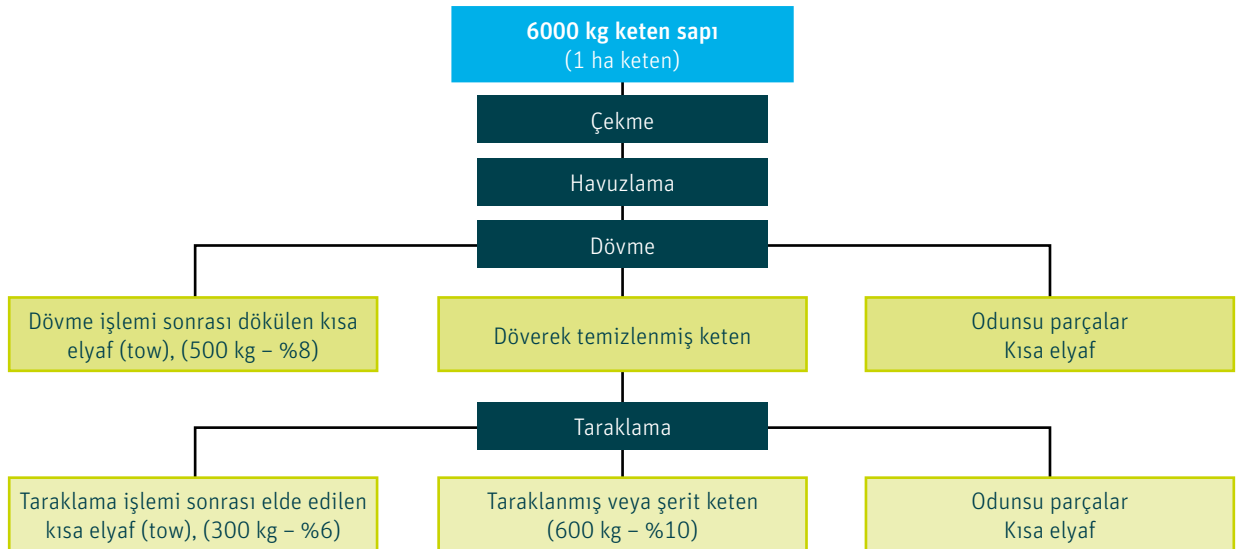 6000 kg keten sapı
(1 ha keten)
Çekme
Havuzlama
Dövme
Dövme işlemi sonrası dökülen kısa
elyaf (tow), (500 kg – %8)
Döverek temizlenmiş keten
Odunsu parçalar
Kısa elyaf
Taraklama
Taraklama işlemi sonrası elde edilen
kısa elyaf (tow), (300 kg – %6)
Taraklanmış veya şerit keten
(600 kg – %10)
Odunsu parçalar
Kısa elyaf